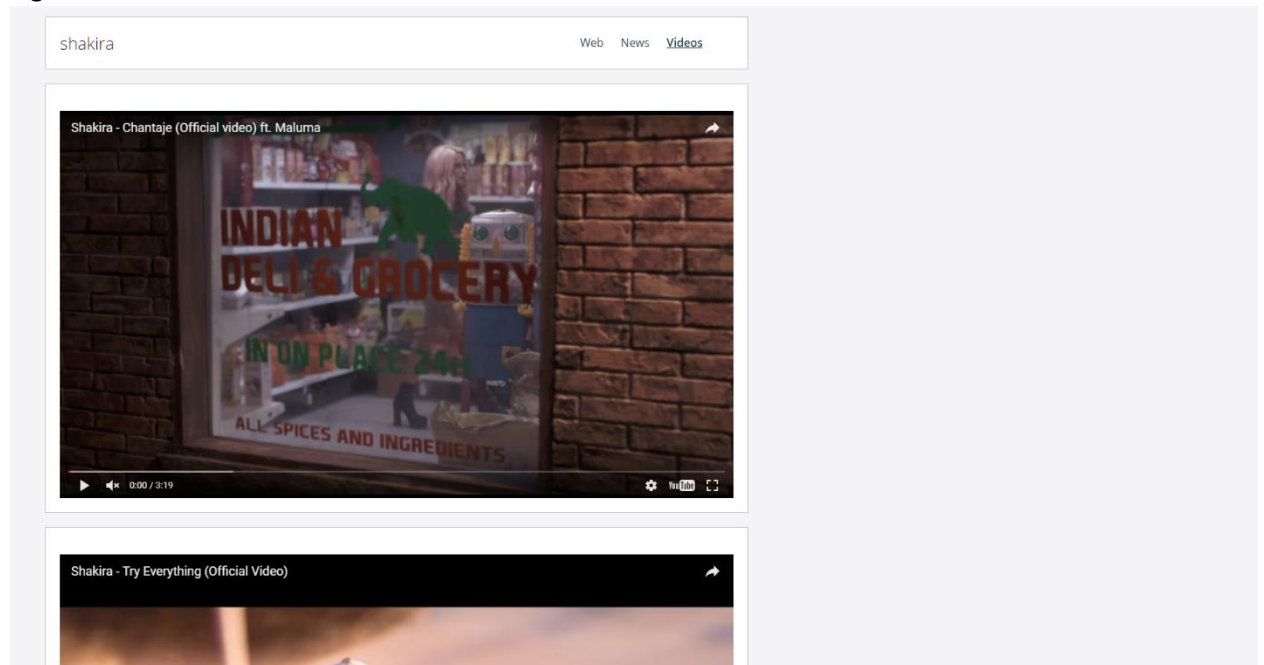 shakira
Web News Videos
Shakira - Chantaje (Official video) ft. Maluma
INDIAN
DELI & GROCERY
IN ON PLACE 24H
ALL SPICES AND INGREDIENTS
0:00 / 3:19
YouTube
Shakira - Try Everything (Official Video)